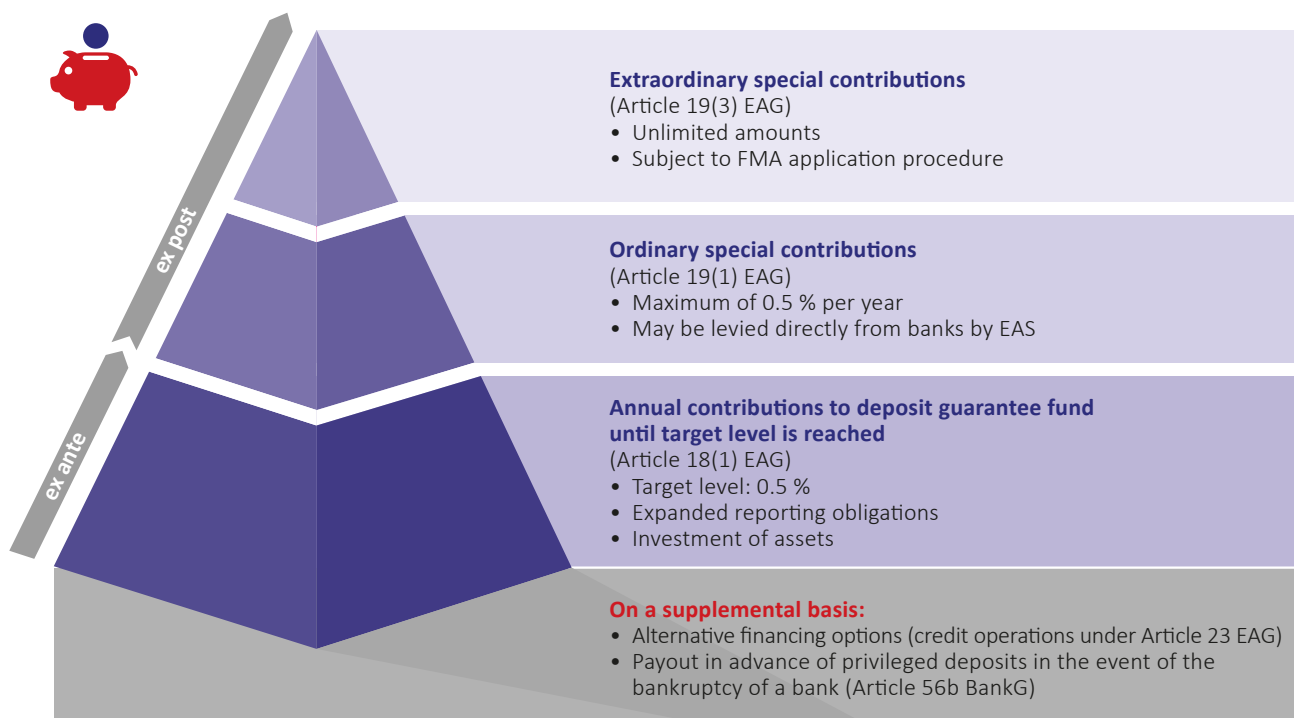 Extraordinary special contributions
(Article 19(3) EAG)
• Unlimited amounts
• Subject to FMA application procedure
ex post
Ordinary special contributions
(Article 19(1) EAG)
• Maximum of 0.5 % per year
• May be levied directly from banks by EAS
ex ante
Annual contributions to deposit guarantee fund
until target level is reached
(Article 18(1) EAG)
• Target level: 0.5 %
• Expanded reporting obligations
• Investment of assets
On a supplemental basis:
• Alternative financing options (credit operations under Article 23 EAG)
• Payout in advance of privileged deposits in the event of the
bankruptcy of a bank (Article 56b BankG)